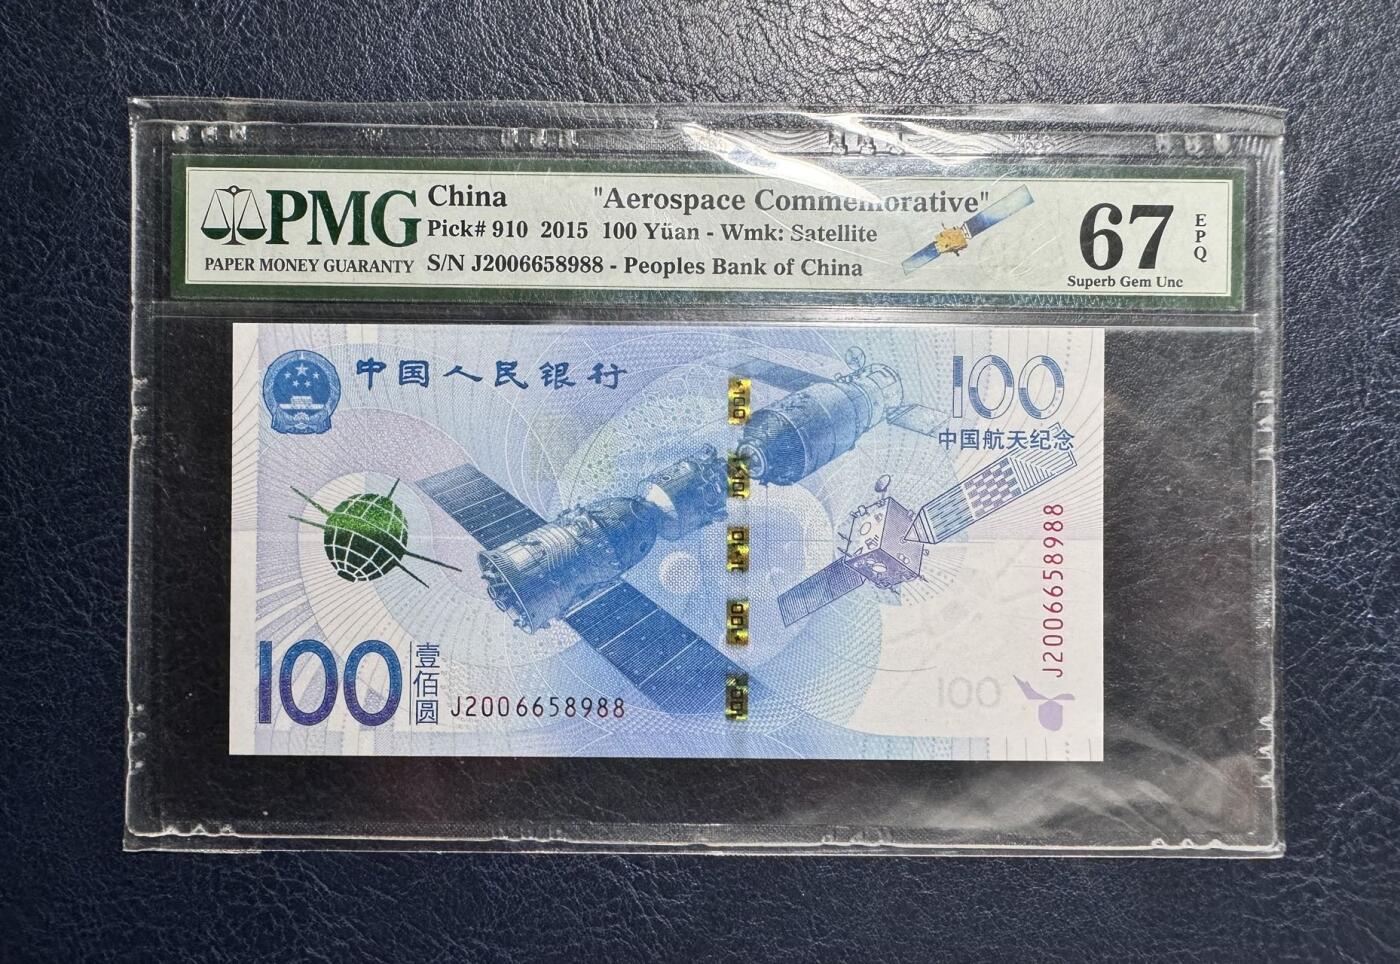 PMG
PAPER MONEY GUARANTY
China "Aerospace Commemorative"
Pick# 910 2015 100 Yüan - Wmk: Satellite
S/N J2006658988 - Peoples Bank of China
67
EPQ
Superb Gem Unc
中国人民银行
100
中国航天纪念
J2006658988
100
壹佰圆
J2006658988
100